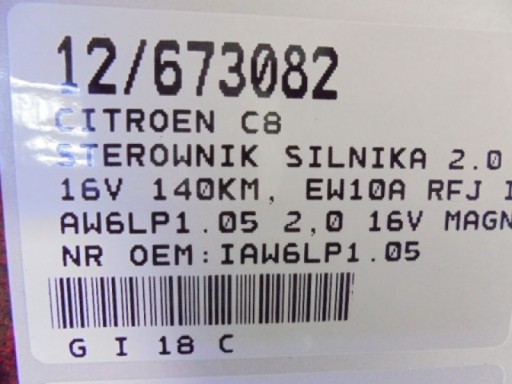 12/673082
CITROEN C8
STEROWNIK SILNIKA 2.0
16V 140KM, EW10A RFJ I
AW6LP1.05 2,0 16V MAGN
NR OEM:IAW6LP1.05
G I 18 C